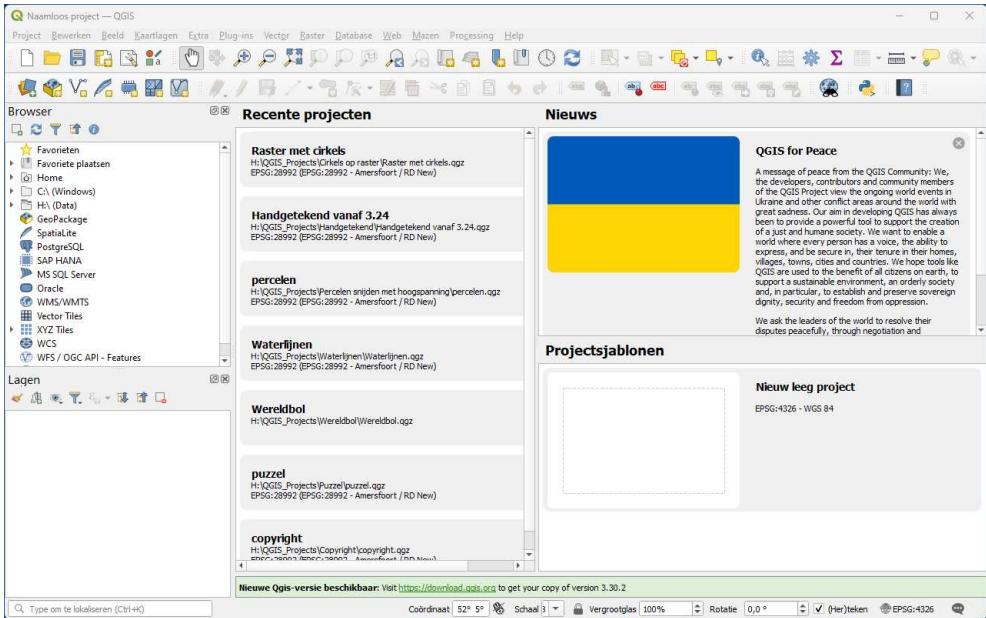 Naamloos project — QGIS
Project Bewerken Beeld Kaartlagen Extra Plug-ins Vector Raster Database Web Mazen Processing Help
Browser
Favorieten
Favoriete plaatsen
Home
C:\ (Windows)
H:\ (Data)
GeoPackage
SpatiaLite
PostgreSQL
SAP HANA
MS SQL Server
Oracle
WMS/WMTS
Vector Tiles
XYZ Tiles
WCS
WFS / OGC API - Features
Lagen
Recente projecten
Raster met cirkels
H:\QGIS_Projects\Cirkels op raster\Raster met cirkels.qgz
EPSG:28992 (EPSG:28992 - Amersfoort / RD New)
Handgetekend vanaf 3.24
H:\QGIS_Projects\Handgetekend\Handgetekend vanaf 3.24.qgz
EPSG:28992 (EPSG:28992 - Amersfoort / RD New)
percelen
H:\QGIS_Projects\Percelen snijden met hoogspanning\percelen.qgz
EPSG:28992 (EPSG:28992 - Amersfoort / RD New)
Waterlijnen
H:\QGIS_Projects\Waterlijnen\Waterlijnen.qgz
EPSG:28992 (EPSG:28992 - Amersfoort / RD New)
Wereldbol
H:\QGIS_Projects\Wereldbol\Wereldbol.qgz
puzzel
H:\QGIS_Projects\Puzzel\puzzel.qgz
EPSG:28992 (EPSG:28992 - Amersfoort / RD New)
copyright
H:\QGIS_Projects\Copyright\copyright.qgz
EPSG:28992 (EPSG:28992 - Amersfoort / RD New)
Nieuws
QGIS for Peace
A message of peace from the QGIS Community: We,
the developers, contributors and community members
of the QGIS Project view the ongoing world events in
Ukraine and other conflict areas around the world with
great sadness. Our aim in developing QGIS has always
been to provide a powerful tool to support the creation
of a just and humane society. We want to enable a
world where every person has a voice, the ability to
express, and be secure in, their tenure in their homes,
villages, towns, cities and countries. We hope tools like
QGIS are used to the benefit of all citizens on earth, to
support a sustainable environment, an orderly society
and, in particular, to establish and preserve sovereign
dignity, security and freedom from oppression.
We ask the leaders of the world to resolve their
disputes peacefully, through negotiation and
Projectsjablonen
Nieuw leeg project
EPSG:4326 - WGS 84
Nieuwe Qgis-versie beschikbaar: Visit https://download.qgis.org to get your copy of version 3.30.2
Type om te lokaliseren (Ctrl+K)
Coördinaat 52° 5° Schaal Vergrootglas 100% Rotatie 0,0 ° (Her)teken EPSG:4326